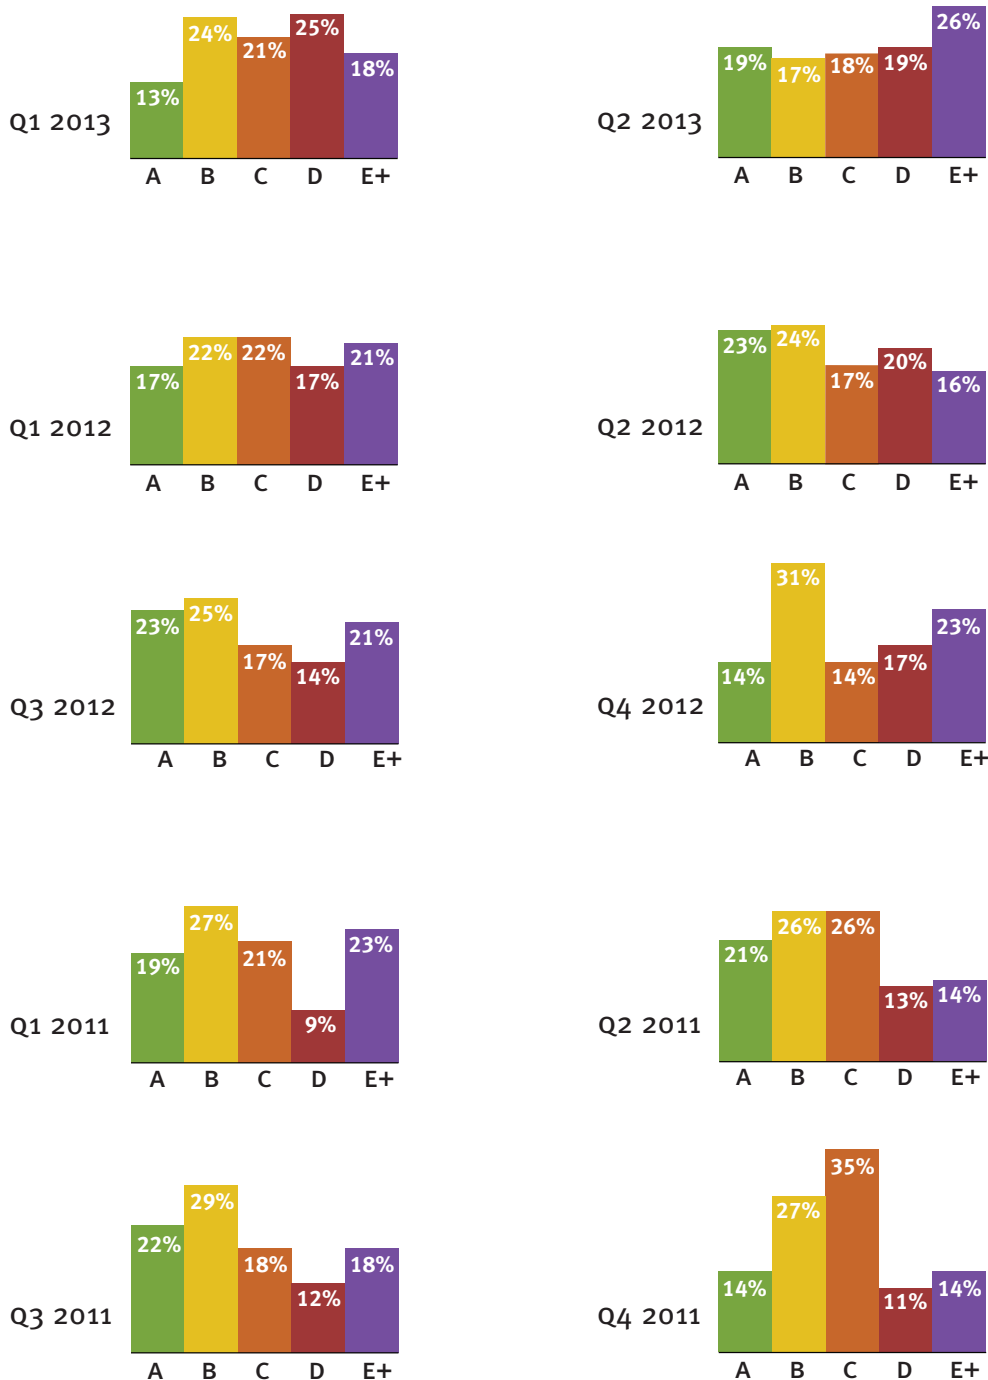 24%
25%
21%
18%
13%
Q1 2013
A B C D E+
26%
19%
17%
18%
19%
Q2 2013
A B C D E+
22%
22%
21%
17%
17%
Q1 2012
A B C D E+
23%
24%
20%
17%
16%
Q2 2012
A B C D E+
23%
25%
21%
17%
14%
Q3 2012
A B C D E+
31%
23%
14%
14%
17%
Q4 2012
A B C D E+
27%
23%
19%
21%
9%
Q1 2011
A B C D E+
26%
26%
21%
13%
14%
Q2 2011
A B C D E+
29%
22%
18%
18%
12%
Q3 2011
A B C D E+
35%
27%
14%
11%
14%
Q4 2011
A B C D E+